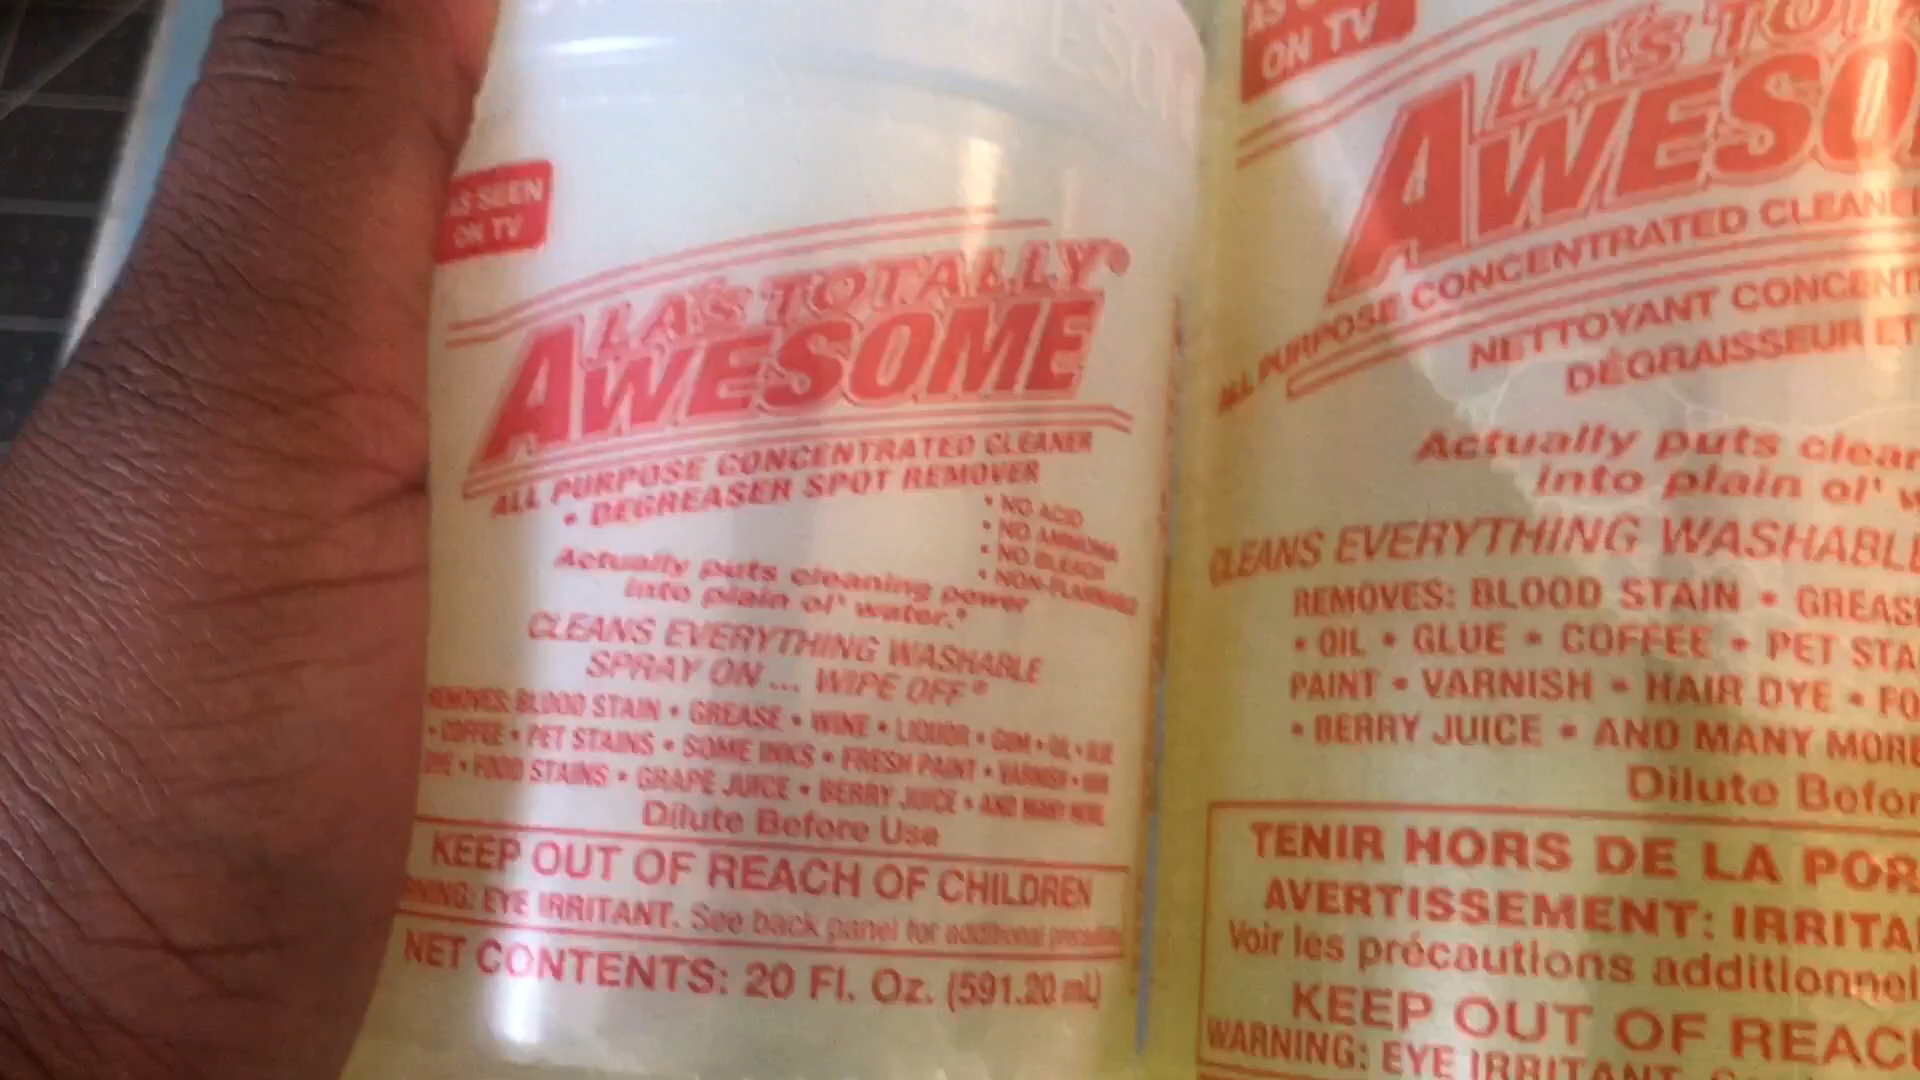 AS SEEN
ON TV
LA'S TOTALLY
AWESOME
ALL PURPOSE CONCENTRATED CLEANER
• DEGREASER SPOT REMOVER
• NO ACID
• NO AMMONIA
• NO BLEACH
• NON-FLAMMABLE
Actually puts cleaning power
into plain ol' water.®
CLEANS EVERYTHING WASHABLE
SPRAY ON ... WIPE OFF®
REMOVES: BLOOD STAIN • GREASE • WINE • LIQUOR • GUM • OIL •
• COFFEE • PET STAINS • SOME INKS • FRESH PAINT • VARNISH •
DYE • FOOD STAINS • GRAPE JUICE • BERRY JUICE • AND MANY MORE.
Dilute Before Use
KEEP OUT OF REACH OF CHILDREN
EYE IRRITANT. See back panel for additional
NET CONTENTS: 20 Fl. Oz. (591.20 mL)
ON TV
LA'S
AWESO
ALL PURPOSE CONCENTRATED CLEANE
NETTOYANT CONCENT
DÉGRAISSEUR ET
Actually puts clean
into plain ol'
CLEANS EVERYTHING WASHABLE
REMOVES: BLOOD STAIN • GREAS
• OIL • GLUE • COFFEE • PET STA
PAINT • VARNISH • HAIR DYE • FO
• BERRY JUICE • AND MANY MORE
Dilute Befor
TENIR HORS DE LA POR
AVERTISSEMENT: IRRITA
Voir les précautions additionnel
KEEP OUT OF REAC
WARNING: EYE IRRITANT.